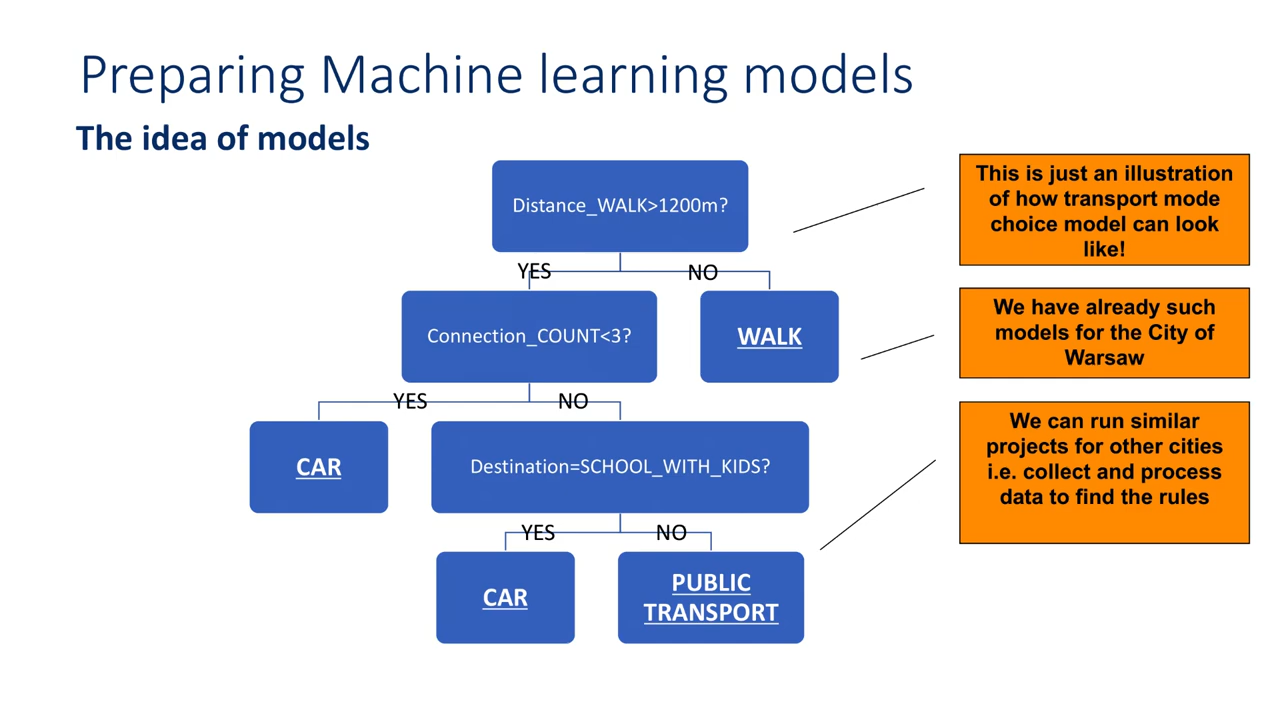 Preparing Machine learning models
The idea of models
Distance_WALK>1200m?
YES
NO
Connection_COUNT<3?
WALK
YES
NO
CAR
Destination=SCHOOL_WITH_KIDS?
YES
NO
CAR
PUBLIC
TRANSPORT
This is just an illustration
of how transport mode
choice model can look
like!
We have already such
models for the City of
Warsaw
We can run similar
projects for other cities
i.e. collect and process
data to find the rules